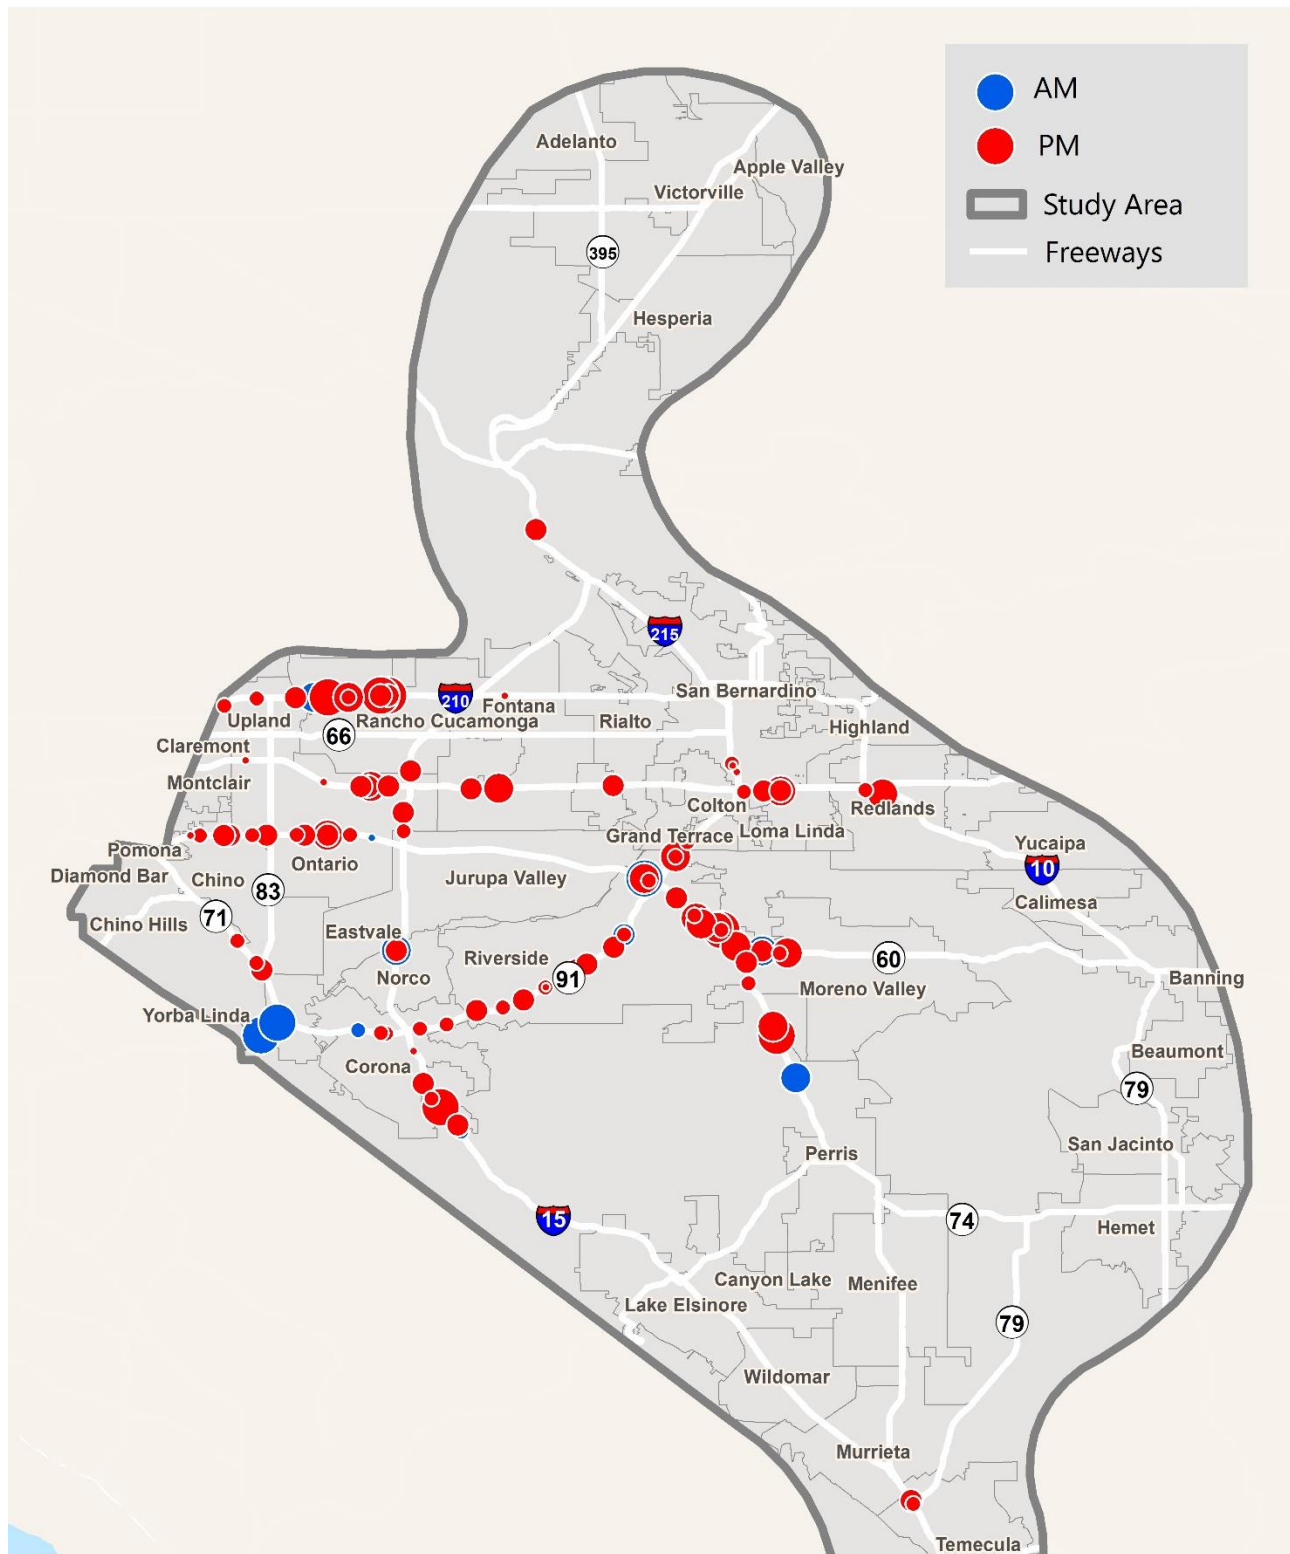 AM
PM
Study Area
Freeways
Adelanto
Apple Valley
Victorville
395
Hesperia
215
210
San Bernardino
Fontana
Upland
Rancho Cucamonga
Rialto
Highland
66
Claremont
Montclair
Colton
Redlands
Grand Terrace
Loma Linda
Pomona
Ontario
Yucaipa
Diamond Bar
Chino
83
Jurupa Valley
10
Calimesa
71
Chino Hills
Eastvale
Riverside
60
Norco
91
Banning
Moreno Valley
Yorba Linda
Beaumont
Corona
79
San Jacinto
Perris
15
74
Hemet
Canyon Lake
Menifee
Lake Elsinore
79
Wildomar
Murrieta
Temecula